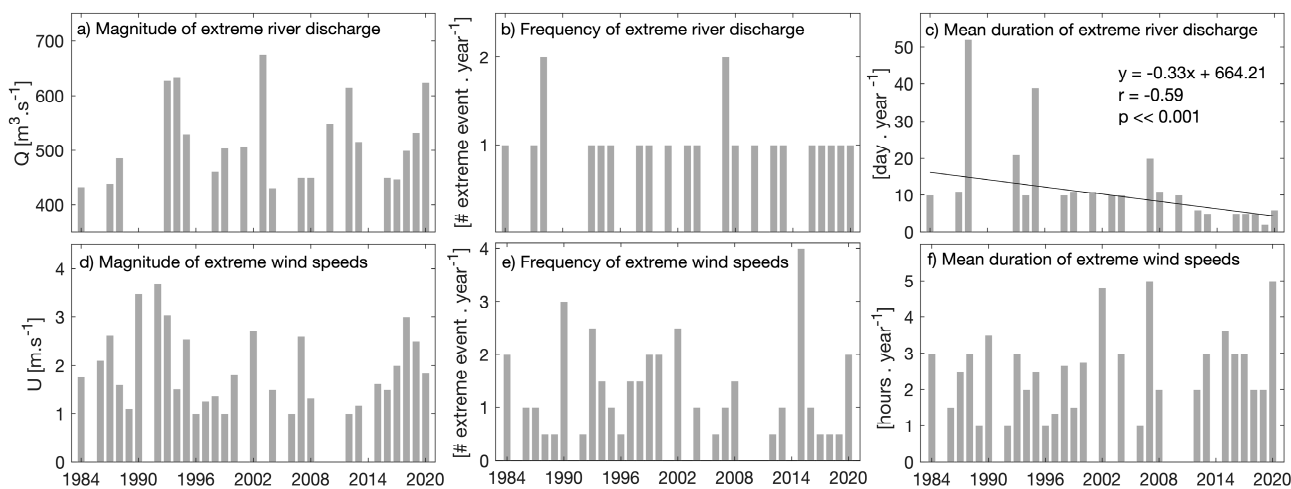 a) Magnitude of extreme river discharge
Q [m³.s⁻¹]
700
600
500
400
b) Frequency of extreme river discharge
[# extreme event . year⁻¹]
2
1
c) Mean duration of extreme river discharge
y = -0.33x + 664.21
r = -0.59
p << 0.001
[day . year⁻¹]
50
40
30
20
10
0
d) Magnitude of extreme wind speeds
U [m.s⁻¹]
4
3
2
1
0
1984 1990 1996 2002 2008 2014 2020
e) Frequency of extreme wind speeds
[# extreme event . year⁻¹]
4
3
2
1
0
1984 1990 1996 2002 2008 2014 2020
f) Mean duration of extreme wind speeds
[hours . year⁻¹]
5
4
3
2
1
0
1984 1990 1996 2002 2008 2014 2020